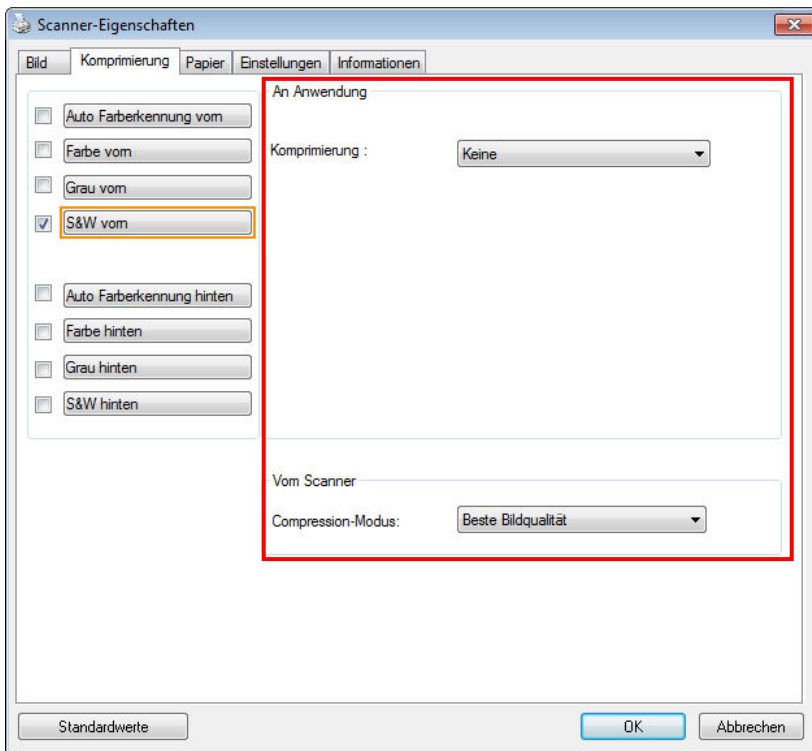 Scanner-Eigenschaften
Bild Komprimierung Papier Einstellungen Informationen
Auto Farberkennung vorn
Farbe vorn
Grau vorn
S&W vorn
Auto Farberkennung hinten
Farbe hinten
Grau hinten
S&W hinten
An Anwendung
Komprimierung : Keine
Vom Scanner
Compression-Modus: Beste Bildqualität
Standardwerte OK Abbrechen